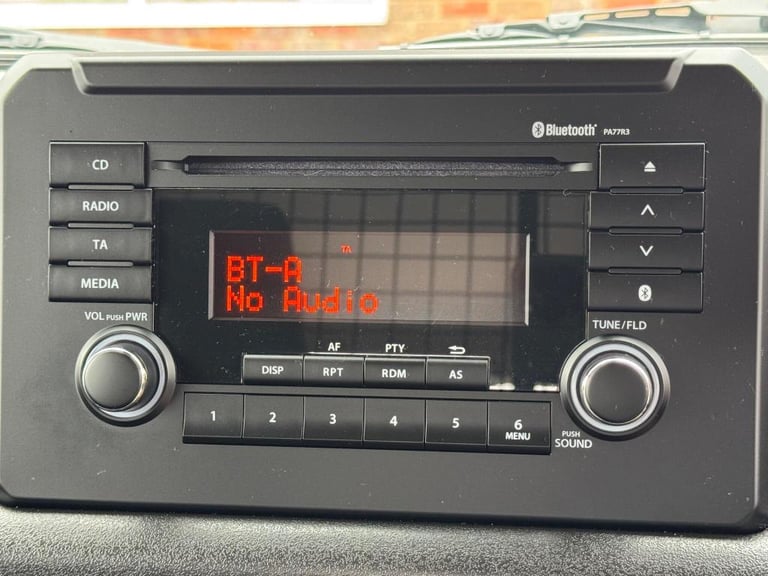 Bluetooth® PA77R3
CD
RADIO
TA
MEDIA
VOL PUSH PWR
TA
BT-A
No Audio
TUNE/FLD
AF PTY
DISP RPT RDM AS
1 2 3 4 5 6
MENU
PUSH
SOUND